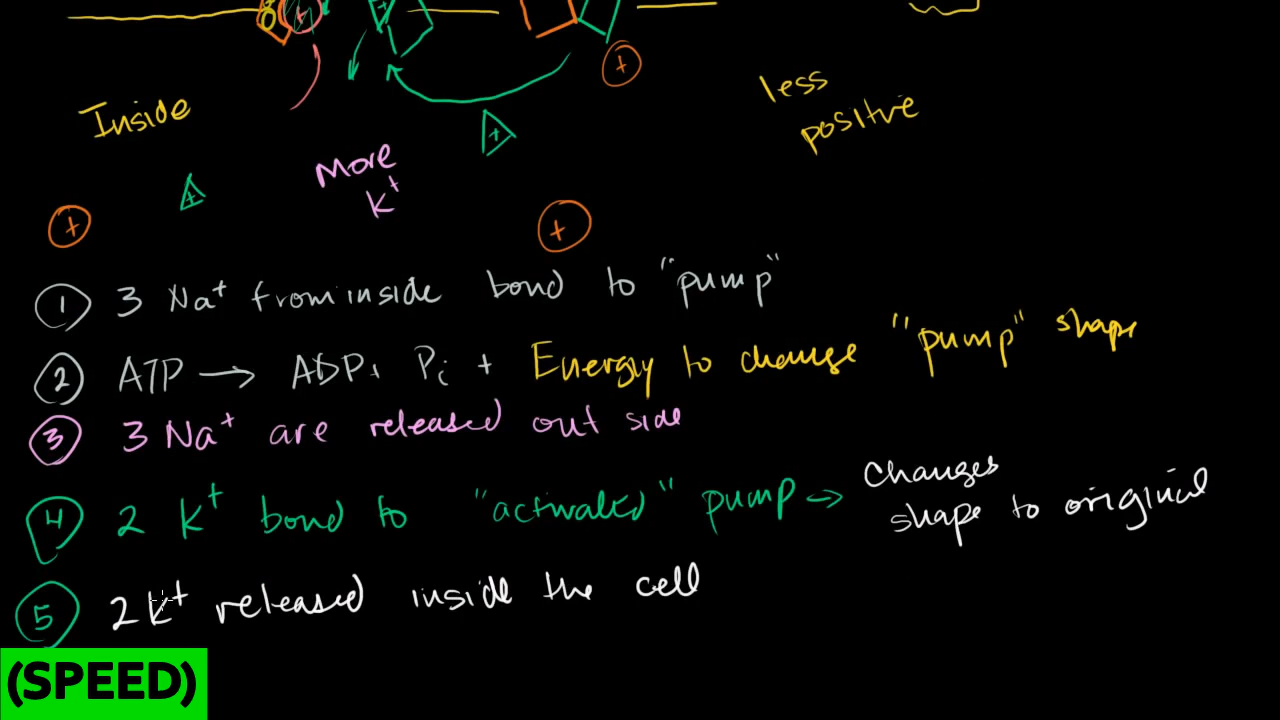 less
positive
Inside
More
K+
+
+
+
+
+
1 3 Na+ from inside bond to "pump"
2 ATP → ADP + Pi + Energy to change "pump" shape
3 3 Na+ are released out side
4 2 K+ bond to "activated" pump → changes
shape to original
5 2 K+ released inside the cell
(SPEED)